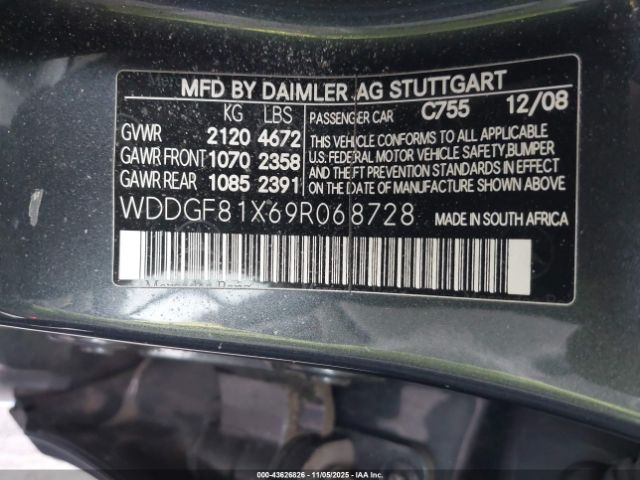 MFD BY DAIMLER AG STUTTGART
KG LBS PASSENGER CAR C755 12/08
GVWR 2120 4672 THIS VEHICLE CONFORMS TO ALL APPLICABLE
GAWR FRONT 1070 2358 U.S. FEDERAL MOTOR VEHICLE SAFETY,BUMPER
AND THEFT PREVENTION STANDARDS IN EFFECT
GAWR REAR 1085 2391 ON THE DATE OF MANUFACTURE SHOWN ABOVE.
WDDGF81X69R068728 MADE IN SOUTH AFRICA
Mercedes-Benz
000-43626826 - 11/05/2025 - IAA Inc.